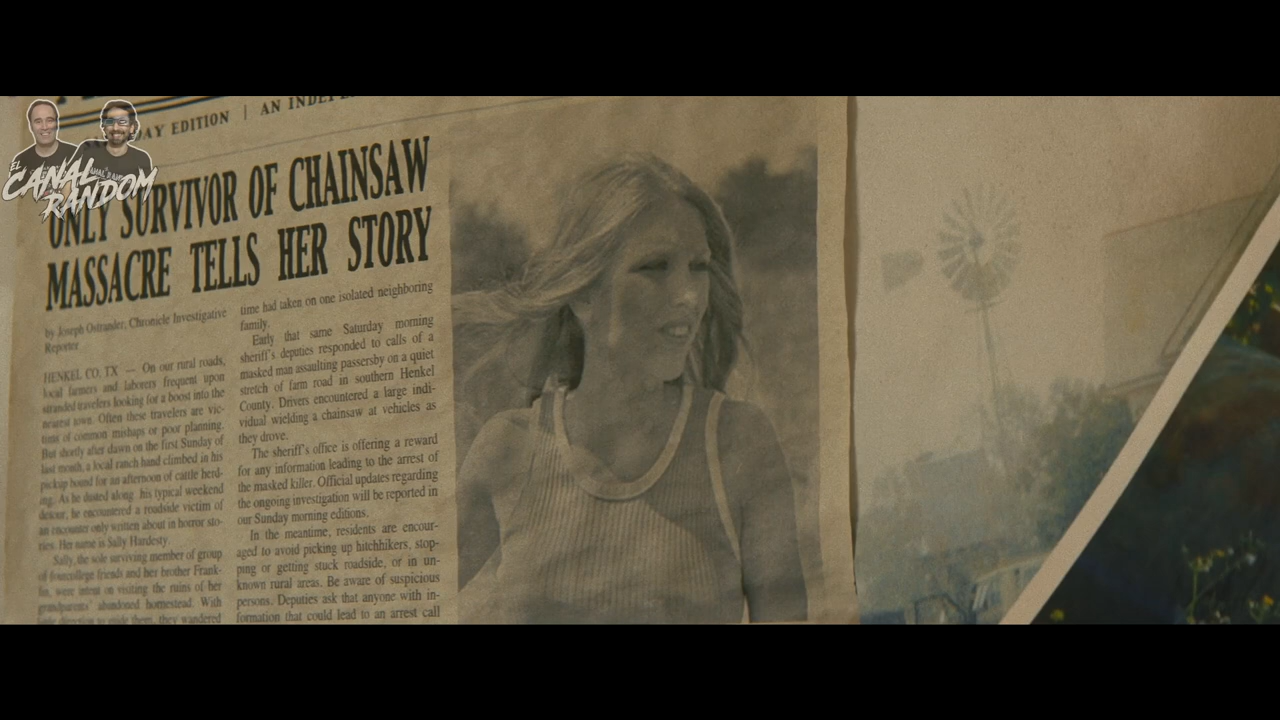 EL
CANAL
RANDOM
DAY EDITION | AN INDEPE
ONLY SURVIVOR OF CHAINSAW
MASSACRE TELLS HER STORY
by Joseph Ostrander, Chronicle Investigative
Reporter
HENKEL CO, TX — On our rural roads,
local farmers and laborers frequent upon
stranded travelers looking for a boost into the
nearest town. Often these travelers are vic-
tims of common mishaps or poor planning.
But shortly after dawn on the first Sunday of
last month, a local ranch hand climbed in his
pickup bound for an afternoon of cattle herd-
ing. As he dusted along his typical weekend
detour, he encountered a roadside victim of
an encounter only written about in horror sto-
ries. Her name is Sally Hardesty.
Sally, the sole surviving member of group
of four college friends and her brother Frank-
lin, were intent on visiting the ruins of her
grandparents' abandoned homestead. With
little direction to guide them, they wandered
time had taken on one isolated neighboring
family.
Early that same Saturday morning
sheriff's deputies responded to calls of a
masked man assaulting passersby on a quiet
stretch of farm road in southern Henkel
County. Drivers encountered a large indi-
vidual wielding a chainsaw at vehicles as
they drove.
The sheriff's office is offering a reward
for any information leading to the arrest of
the masked killer. Official updates regarding
the ongoing investigation will be reported in
our Sunday morning editions.
In the meantime, residents are encour-
aged to avoid picking up hitchhikers, stop-
ping or getting stuck roadside, or in un-
known rural areas. Be aware of suspicious
persons. Deputies ask that anyone with in-
formation that could lead to an arrest call